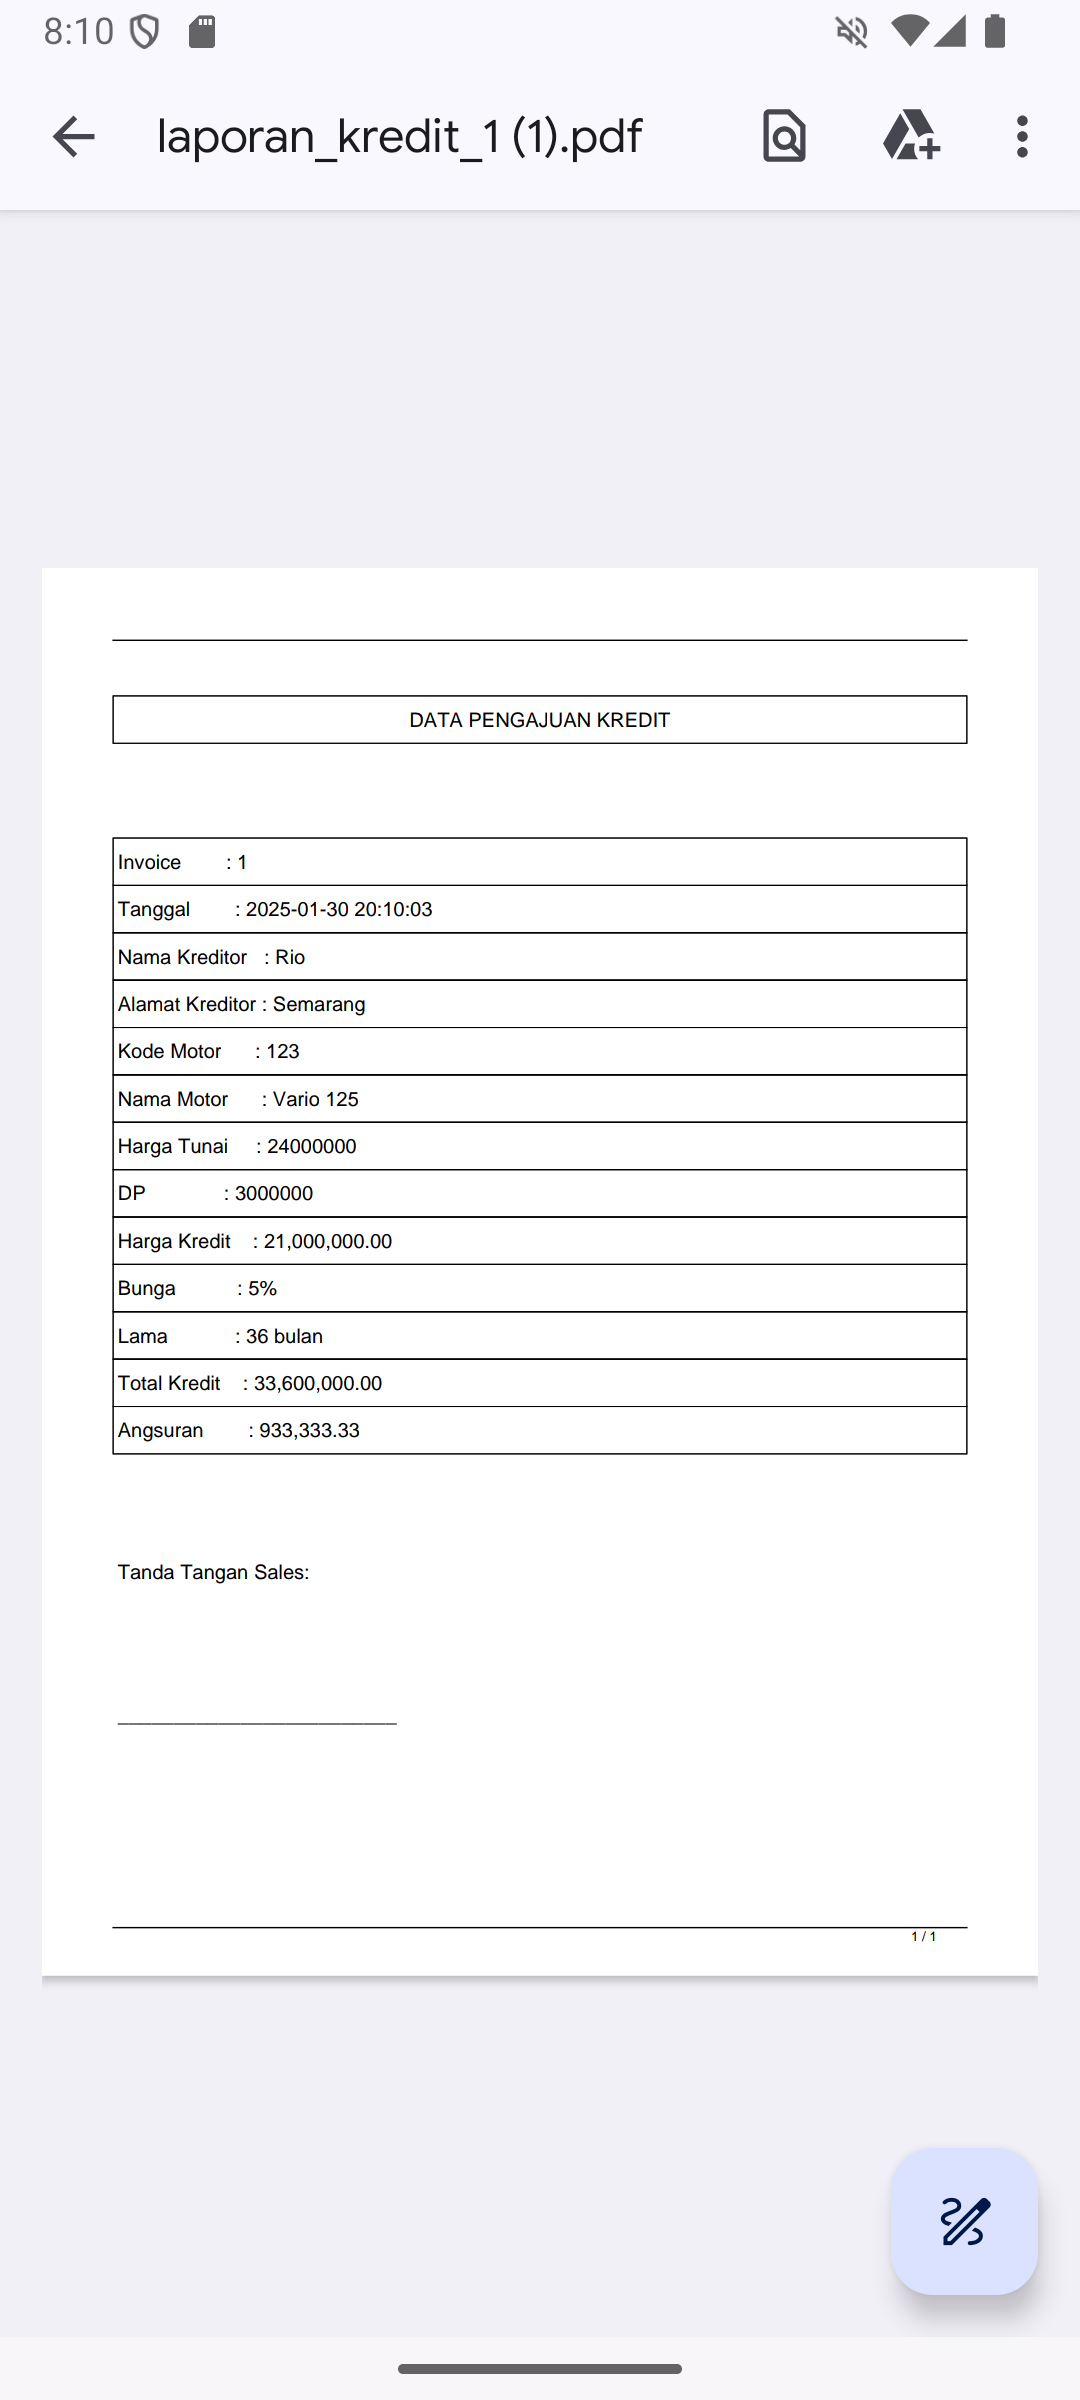 8:10
laporan_kredit_1 (1).pdf
DATA PENGAJUAN KREDIT
Invoice : 1
Tanggal : 2025-01-30 20:10:03
Nama Kreditor : Rio
Alamat Kreditor : Semarang
Kode Motor : 123
Nama Motor : Vario 125
Harga Tunai : 24000000
DP : 3000000
Harga Kredit : 21,000,000.00
Bunga : 5%
Lama : 36 bulan
Total Kredit : 33,600,000.00
Angsuran : 933,333.33
Tanda Tangan Sales:
1 / 1